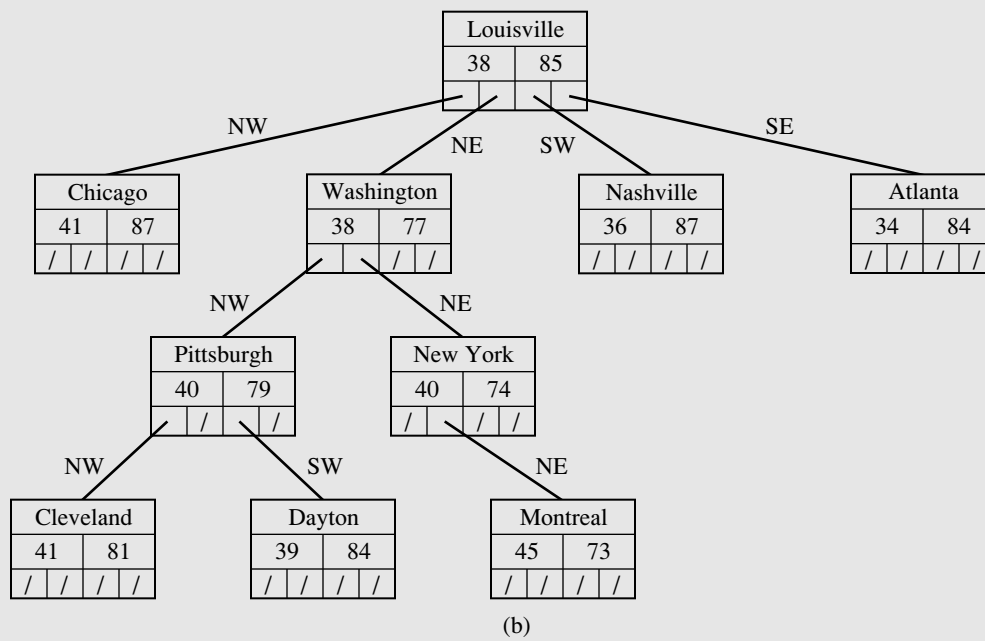 Louisville
38 85
NW NE SW SE
Chicago Washington Nashville Atlanta
41 87 38 77 36 87 34 84
/ / / / / / / / / / / / / /
NW NE
Pittsburgh New York
40 79 40 74
/ / / / /
NW SW NE
Cleveland Dayton Montreal
41 81 39 84 45 73
/ / / / / / / / / / / /
(b)